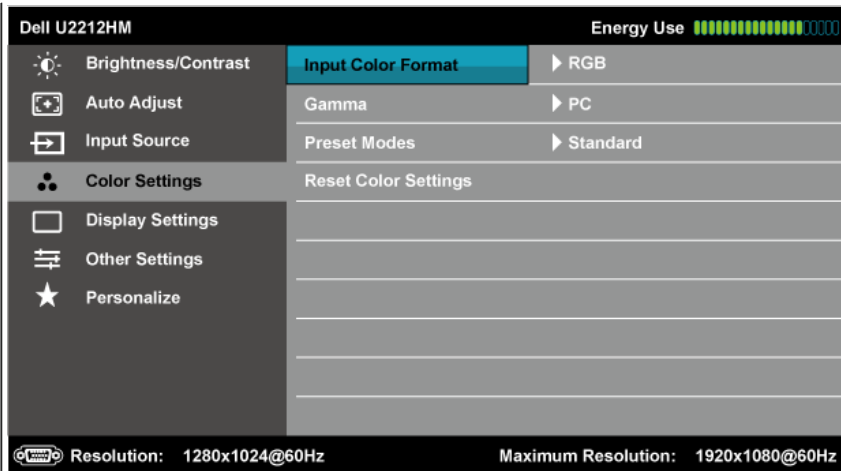 Dell U2212HM Energy Use
Brightness/Contrast Input Color Format RGB
Auto Adjust Gamma PC
Input Source Preset Modes Standard
Color Settings Reset Color Settings
Display Settings
Other Settings
Personalize
Resolution: 1280x1024@60Hz Maximum Resolution: 1920x1080@60Hz